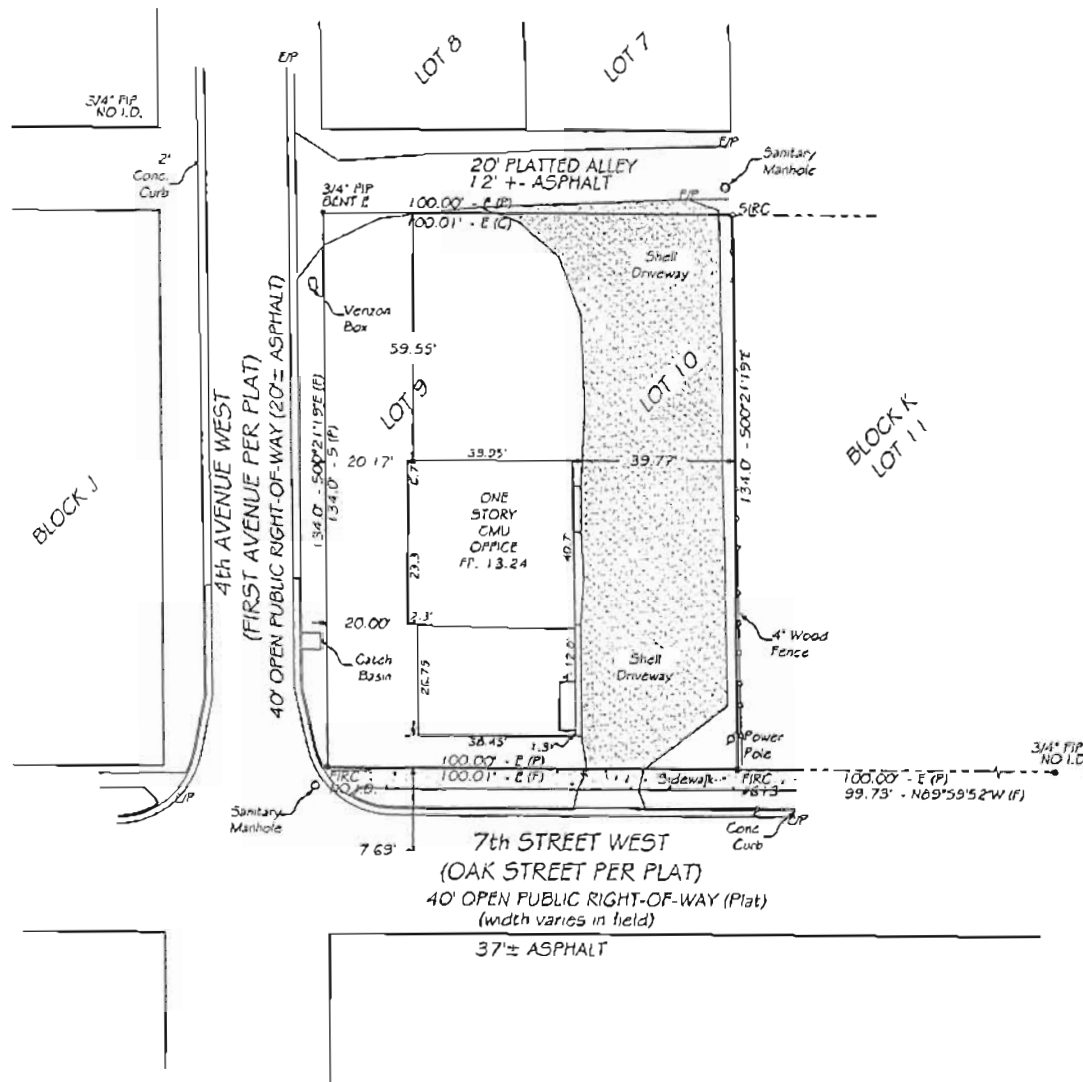 LOT 8
LOT 7
E/P
3/4" FIP
NO I.D.
2'
Conc.
Curb
E/P
20' PLATTED ALLEY
12' +- ASPHALT
Sanitary
Manhole
3/4" FIP
BENT E
100.00' - E (P)
100.01' - E (C)
E/P
SIRC
Shell
Driveway
Verizon
Box
59.55'
LOT 9
LOT 10
BLOCK J
4th AVENUE WEST
(FIRST AVENUE PER PLAT)
40' OPEN PUBLIC RIGHT-OF-WAY (20'± ASPHALT)
134.0' - S00°21'19"E (F)
134.0' - S (P)
134.0' - S00°21'19"E
BLOCK K
LOT 11
20.17'
39.95'
39.77'
2.7'
ONE
STORY
CMU
OFFICE
FF. 13.24
29.3
40.7'
2.3'
20.00'
Catch
Basin
26.75
12.0'
Shell
Driveway
4' Wood
Fence
38.45'
1.3'
Power
Pole
3/4" FIP
NO I.D.
100.00' - E (P)
100.01' - E (F)
FIRC
NO I.D.
Sidewalk
FIRC
100.00' - E (P)
99.73' - N89°59'52"W (F)
E/P
Sanitary
Manhole
Conc
Curb
E/P
7.69'
7th STREET WEST
(OAK STREET PER PLAT)
40' OPEN PUBLIC RIGHT-OF-WAY (Plat)
(width varies in field)
37'± ASPHALT